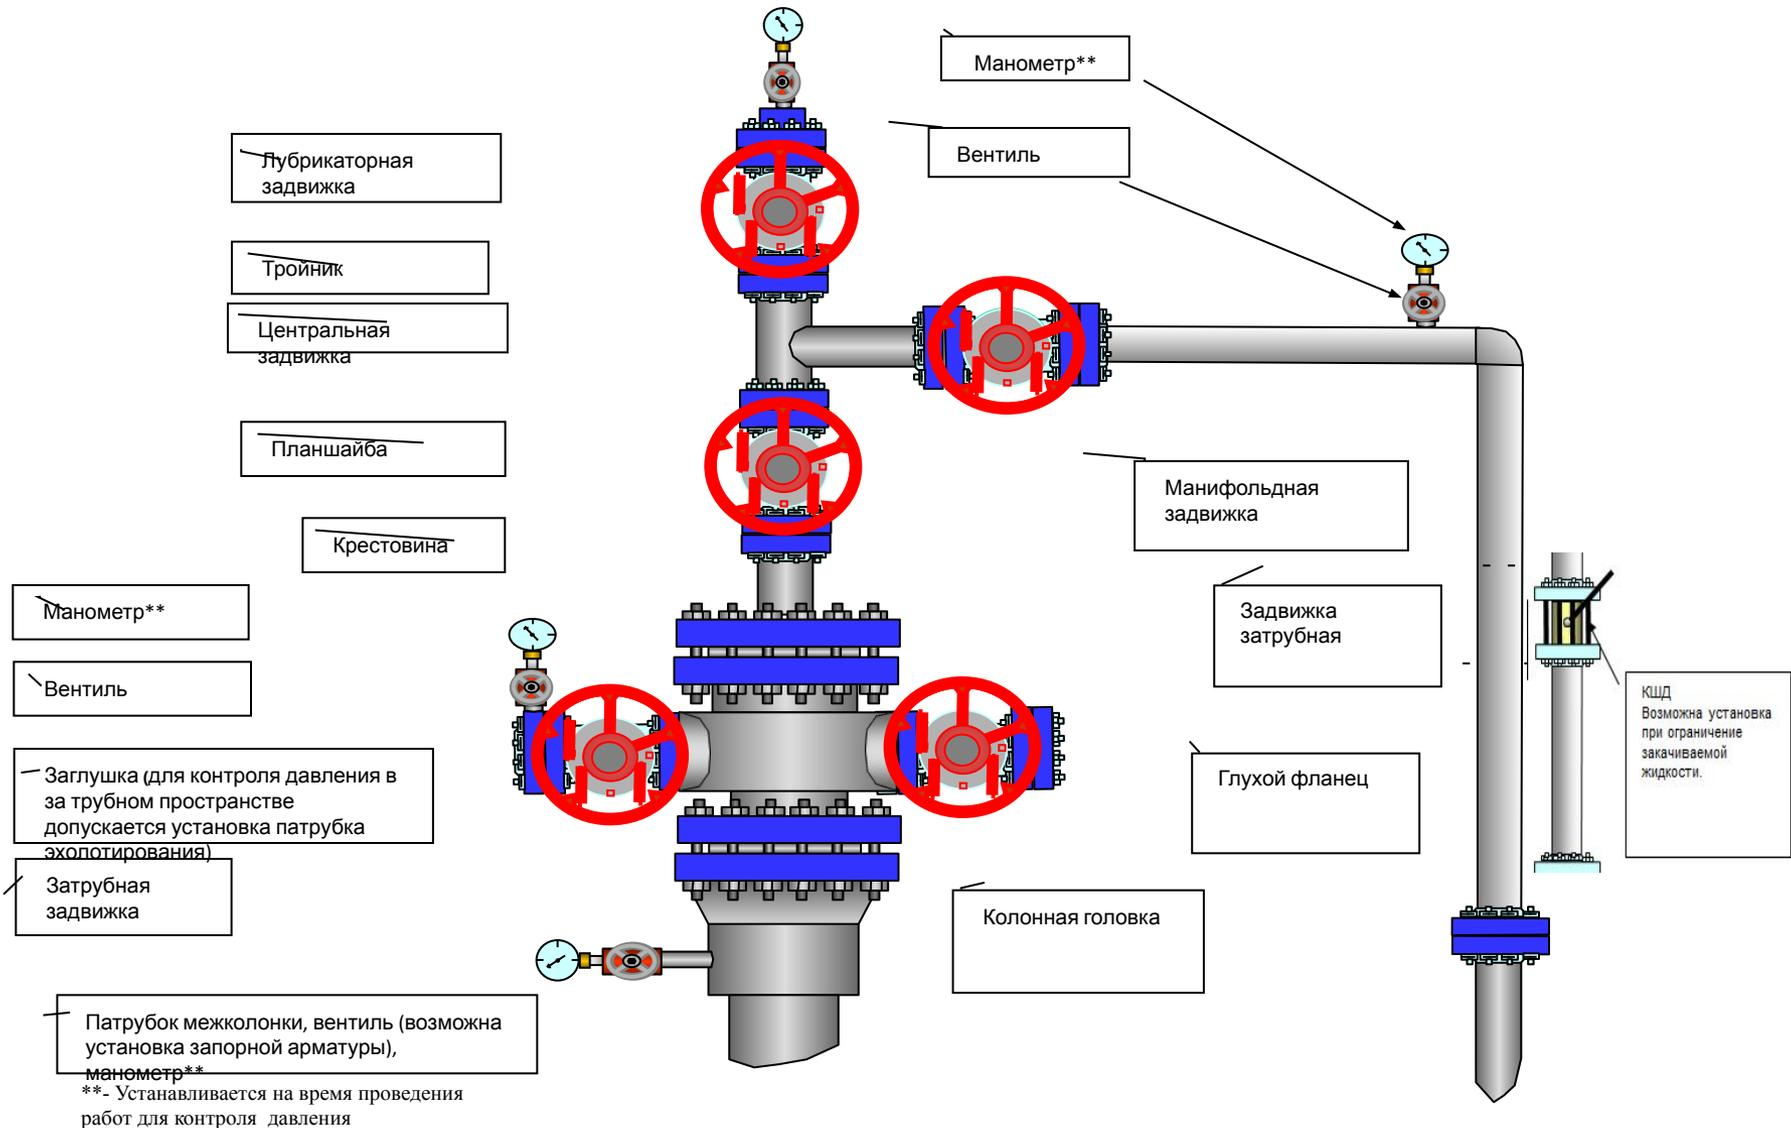 Манометр**
Вентиль
Лубрикаторная
задвижка
Тройник
Центральная
задвижка
Планшайба
Крестовина
Манометр**
Вентиль
Заглушка (для контроля давления в
за трубном пространстве
допускается установка патрубка
эхолотирования)
Затрубная
задвижка
Патрубок межколонки, вентиль (возможна
установка запорной арматуры),
манометр**
**- Устанавливается на время проведения
работ для контроля давления
Манифольдная
задвижка
Задвижка
затрубная
Глухой фланец
Колонная головка
КШД
Возможна установка
при ограничение
закачиваемой
жидкости.